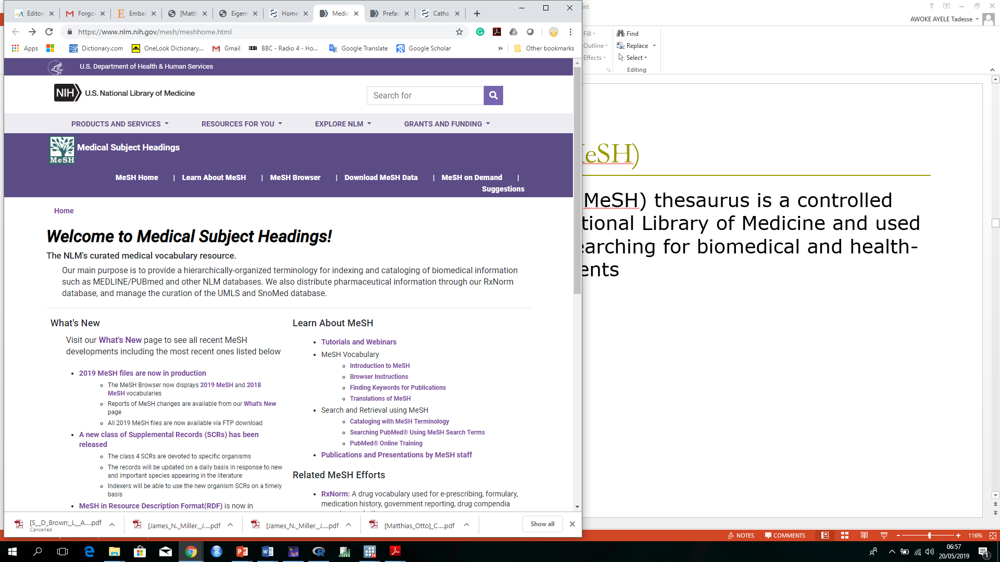 Editori
Forgot
Embas
[Matth
Eigenv
Home
Medic
Prefac
Catha
https://www.nlm.nih.gov/mesh/meshhome.html
Apps
Dictionary.com
OneLook Dictionary...
Gmail
BBC - Radio 4 - Ho...
Google Translate
Google Scholar
»
Other bookmarks
U.S. Department of Health & Human Services
NIH U.S. National Library of Medicine
Search for
PRODUCTS AND SERVICES
RESOURCES FOR YOU
EXPLORE NLM
GRANTS AND FUNDING
MeSH
Medical Subject Headings
MeSH Home | Learn About MeSH | MeSH Browser | Download MeSH Data | MeSH on Demand |
Suggestions
Home
Welcome to Medical Subject Headings!
The NLM's curated medical vocabulary resource.
Our main purpose is to provide a hierarchically-organized terminology for indexing and cataloging of biomedical information
such as MEDLINE/PUBmed and other NLM databases. We also distribute pharmaceutical information through our RxNorm
database, and manage the curation of the UMLS and SnoMed database.
What's New
Visit our What's New page to see all recent MeSH
developments including the most recent ones listed below
2019 MeSH files are now in production
The MeSH Browser now displays 2019 MeSH and 2018
MeSH vocabularies
Reports of MeSH changes are available from our What's New
page
All 2019 MeSH files are now available via FTP download
A new class of Supplemental Records (SCRs) has been
released
The class 4 SCRs are devoted to specific organisms
The records will be updated on a daily basis in response to new
and important species appearing in the literature
Indexers will be able to use the new organism SCRs on a timely
basis
MeSH in Resource Description Format(RDF) is now in
Learn About MeSH
Tutorials and Webinars
MeSH Vocabulary
Introduction to MeSH
Browser Instructions
Finding Keywords for Publications
Translations of MeSH
Search and Retrieval using MeSH
Cataloging with MeSH Terminology
Searching PubMed® Using MeSH Search Terms
PubMed® Online Training
Publications and Presentations by MeSH staff
Related MeSH Efforts
RxNorm: A drug vocabulary used for e-prescribing, formulary,
medication history, government reporting, drug compendia
[S__D_Brown;_L__A....pdf
Cancelled
[James_N._Miller,_J....pdf
[James_N._Miller,_J....pdf
[Matthias_Otto]_C....pdf
Show all
int
AWOKE AYELE Tadesse
Fill
Outline
Effects
Find
Replace
Select
Editing
eSH)
MeSH) thesaurus is a controlled
tional Library of Medicine and used
earching for biomedical and health-
ents
NOTES
COMMENTS
116%
06:57
20/05/2019
1